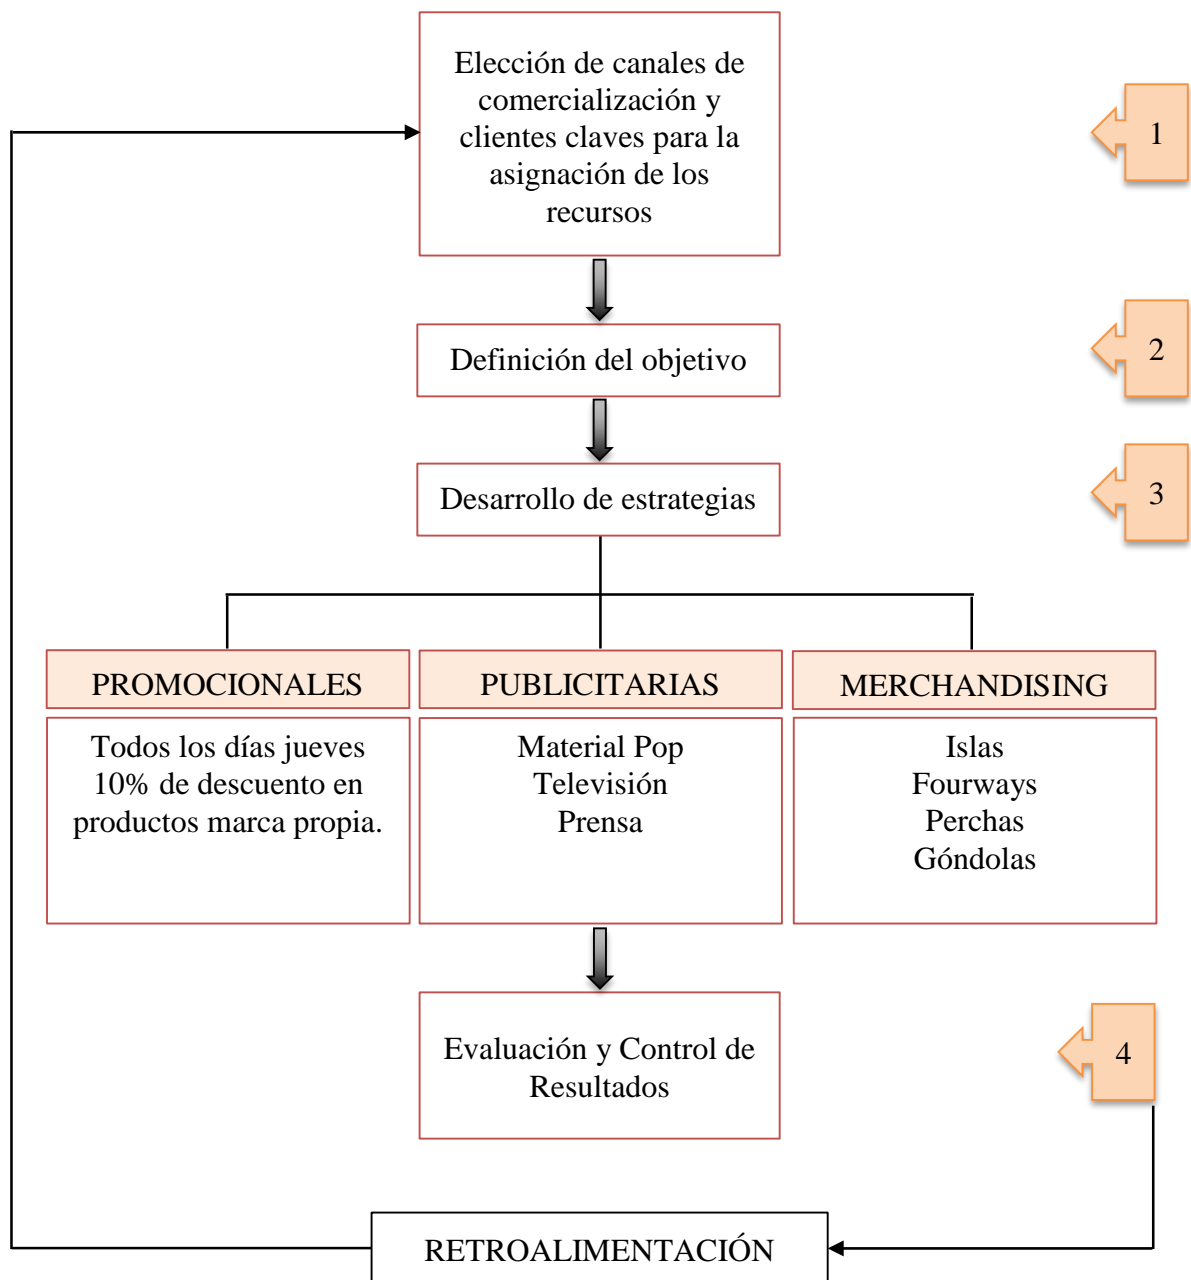 Elección de canales de
comercialización y
clientes claves para la
asignación de los
recursos
1
Definición del objetivo
2
Desarrollo de estrategias
3
PROMOCIONALES
Todos los días jueves
10% de descuento en
productos marca propia.
PUBLICITARIAS
Material Pop
Televisión
Prensa
MERCHANDISING
Islas
Fourways
Perchas
Góndolas
Evaluación y Control de
Resultados
4
RETROALIMENTACIÓN